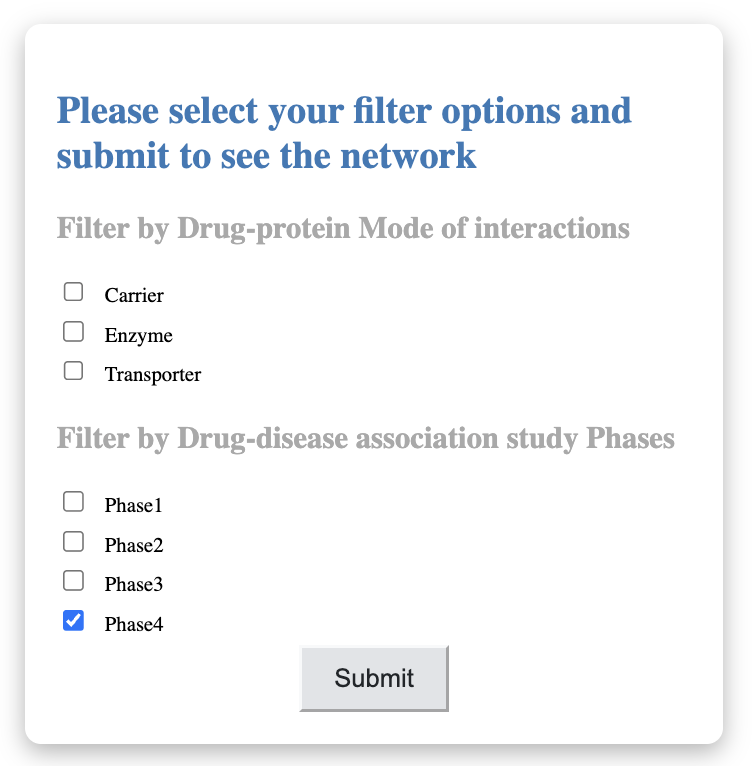 Please select your filter options and
submit to see the network
Filter by Drug-protein Mode of interactions
Carrier
Enzyme
Transporter
Filter by Drug-disease association study Phases
Phase1
Phase2
Phase3
Phase4
Submit